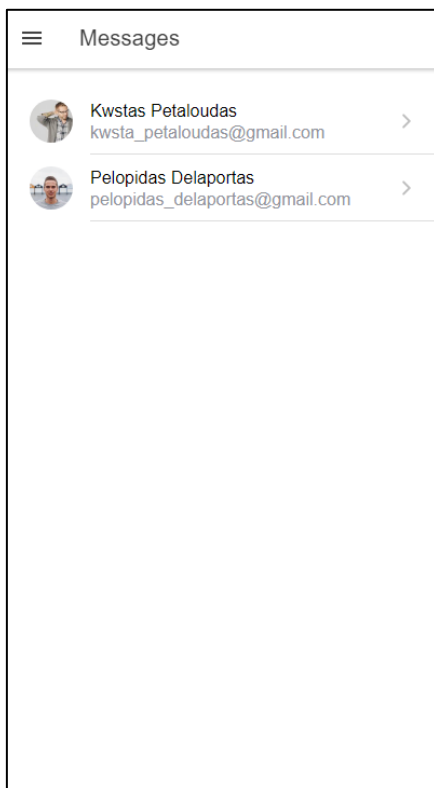 Messages
Kwstas Petaloudas
kwsta_petaloudas@gmail.com
Pelopidas Delaportas
pelopidas_delaportas@gmail.com